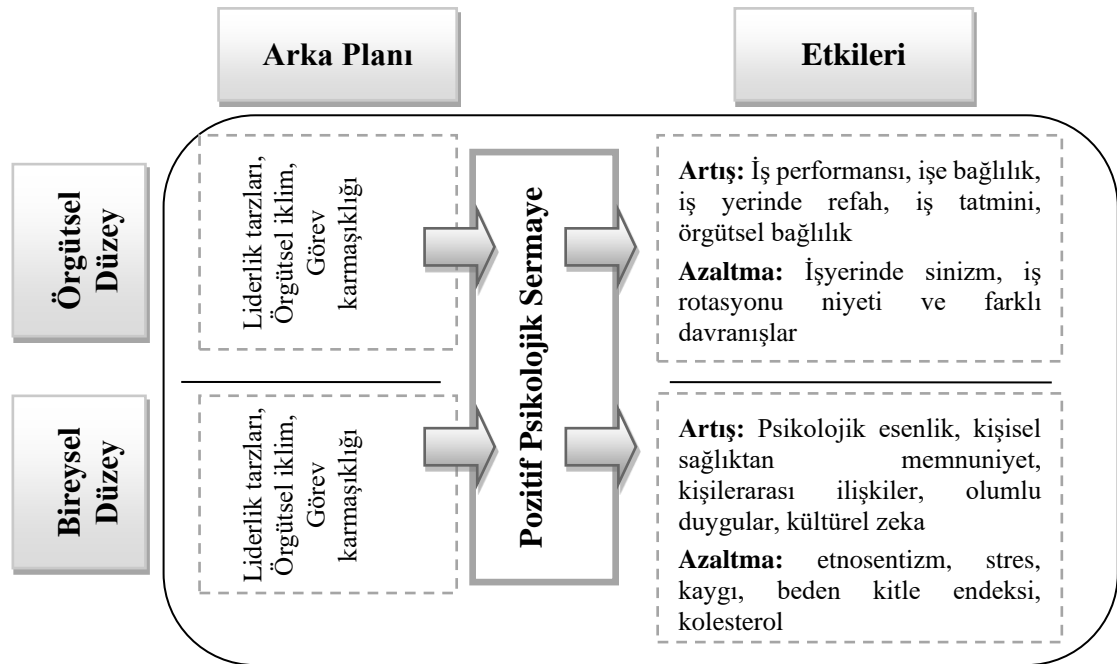 Arka Planı
Etkileri
Örgütsel
Düzey
Liderlik tarzları,
Örgütsel iklim,
Görev
karmaşıklığı
Pozitif Psikolojik Sermaye
Artış: İş performansı, işe bağlılık,
iş yerinde refah, iş tatmini,
örgütsel bağlılık
Azaltma: İşyerinde sinizm, iş
rotasyonu niyeti ve farklı
davranışlar
Bireysel
Düzey
Liderlik tarzları,
Örgütsel iklim,
Görev
karmaşıklığı
Artış: Psikolojik esenlik, kişisel
sağlıktan memnuniyet,
kişilerarası ilişkiler, olumlu
duygular, kültürel zeka
Azaltma: etnosentizm, stres,
kaygı, beden kitle endeksi,
kolesterol